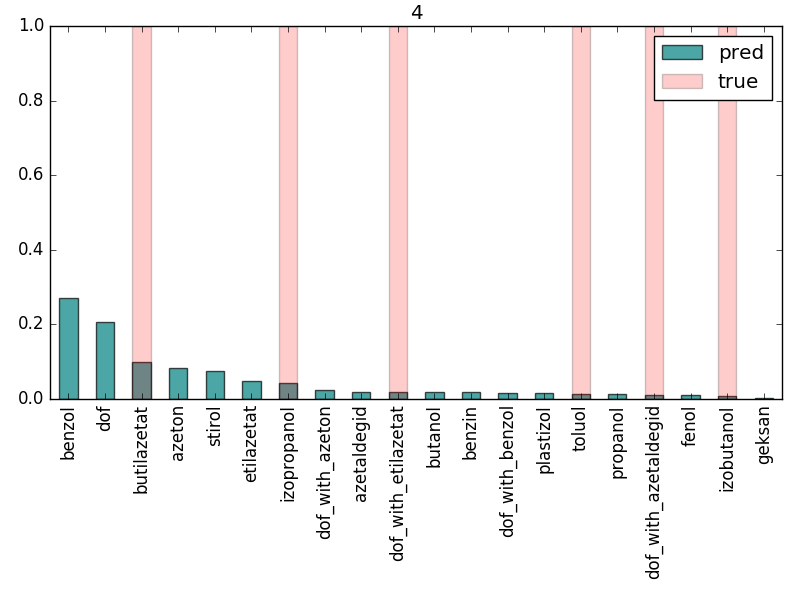 4
1.0
0.8
0.6
0.4
0.2
0.0
pred
true
benzol
dof
butilazetat
azeton
stirol
etilazetat
izopropanol
dof_with_azeton
azetaldegid
dof_with_etilazetat
butanol
benzin
dof_with_benzol
plastizol
toluol
propanol
dof_with_azetaldegid
fenol
izobutanol
geksan